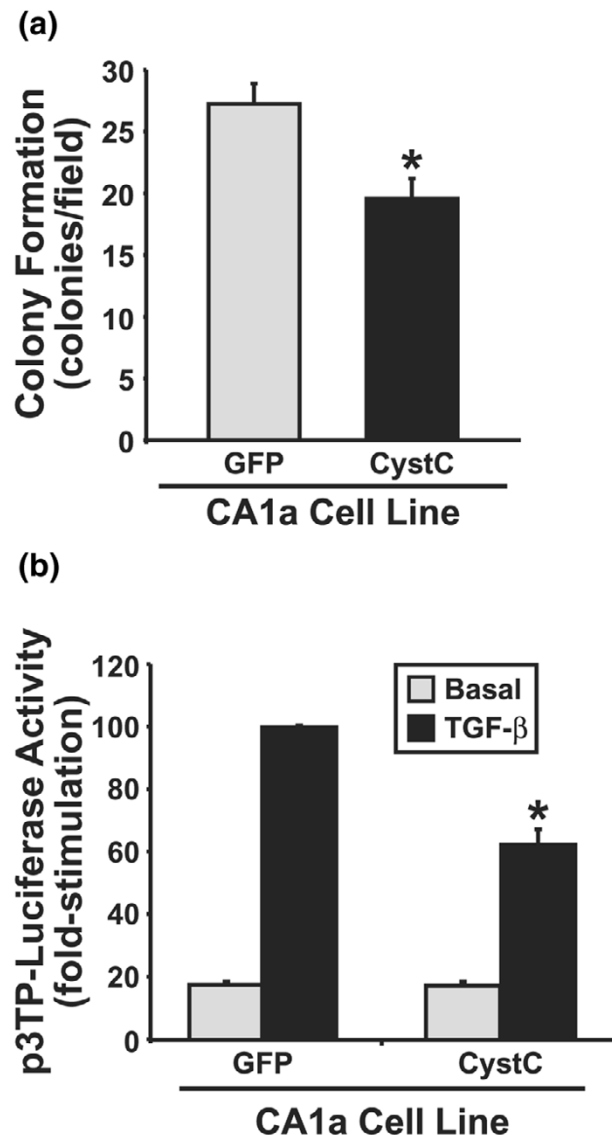 (a)
Colony Formation
(colonies/field)
30
25
20
15
10
5
0
*
GFP
CystC
CA1a Cell Line
(b)
p3TP-Luciferase Activity
(fold-stimulation)
120
100
80
60
40
20
0
Basal
TGF-β
*
GFP
CystC
CA1a Cell Line